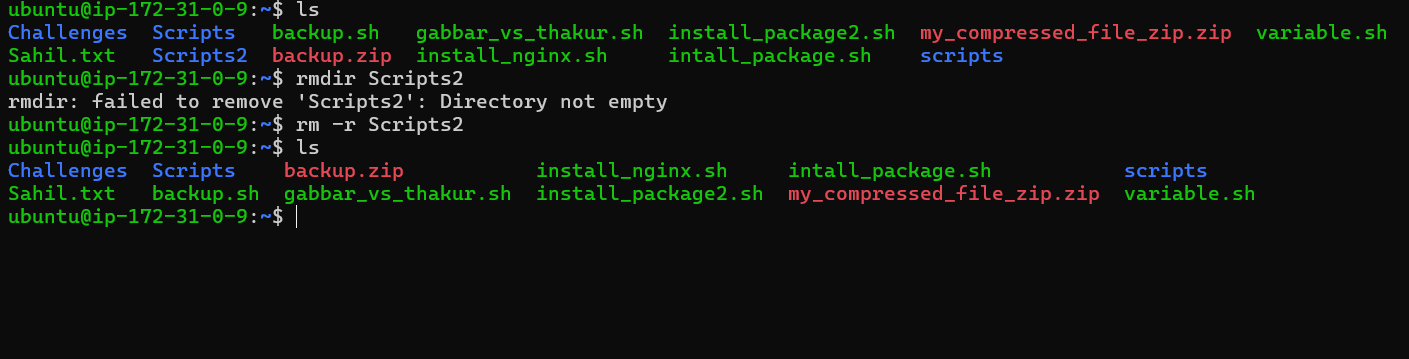 ubuntu@ip-172-31-0-9:~$ ls
Challenges  Scripts   backup.sh   gabbar_vs_thakur.sh  install_package2.sh  my_compressed_file_zip.zip  variable.sh
Sahil.txt   Scripts2  backup.zip  install_nginx.sh     intall_package.sh    scripts
ubuntu@ip-172-31-0-9:~$ rmdir Scripts2
rmdir: failed to remove 'Scripts2': Directory not empty
ubuntu@ip-172-31-0-9:~$ rm -r Scripts2
ubuntu@ip-172-31-0-9:~$ ls
Challenges  Scripts    backup.zip           install_nginx.sh     intall_package.sh           scripts
Sahil.txt   backup.sh  gabbar_vs_thakur.sh  install_package2.sh  my_compressed_file_zip.zip  variable.sh
ubuntu@ip-172-31-0-9:~$